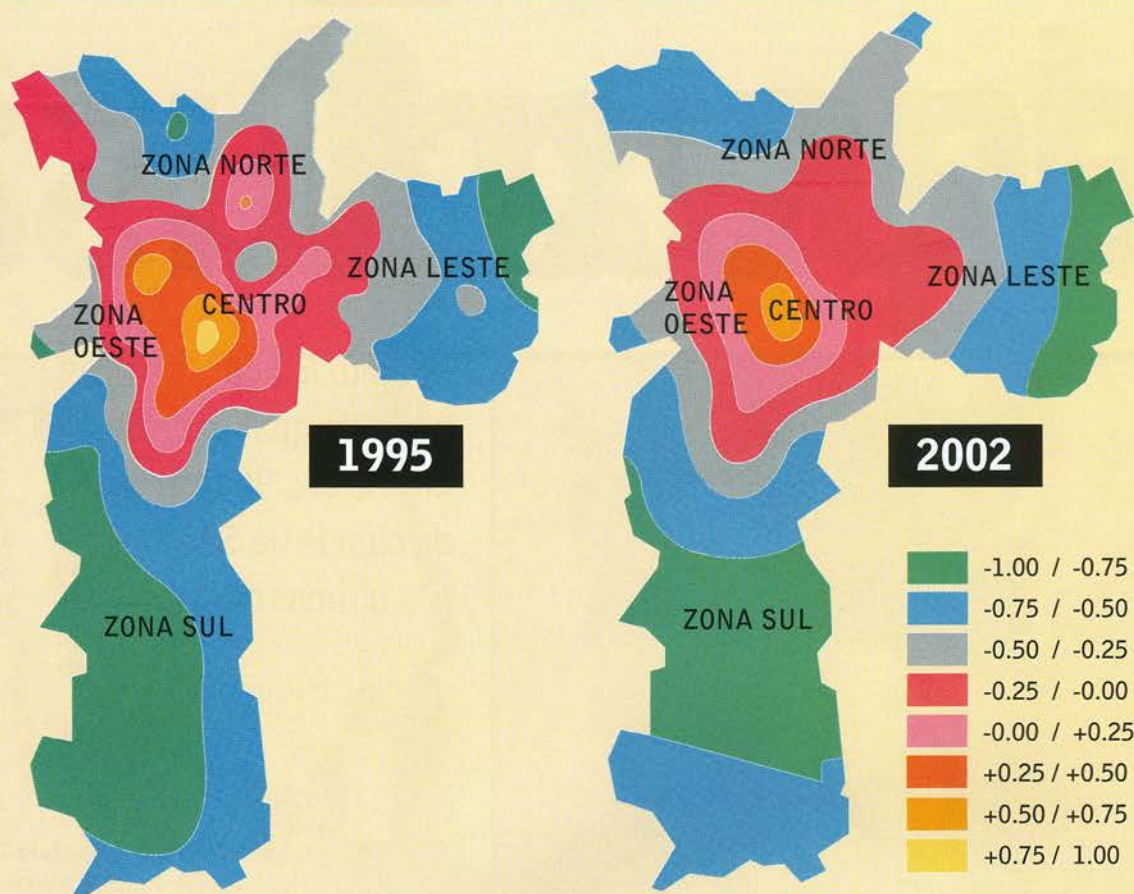 ZONA NORTE
ZONA LESTE
CENTRO
ZONA
OESTE
1995
ZONA SUL
ZONA NORTE
ZONA LESTE
ZONA
OESTE
CENTRO
2002
ZONA SUL
-1.00 / -0.75
-0.75 / -0.50
-0.50 / -0.25
-0.25 / -0.00
-0.00 / +0.25
+0.25 / +0.50
+0.50 / +0.75
+0.75 / 1.00